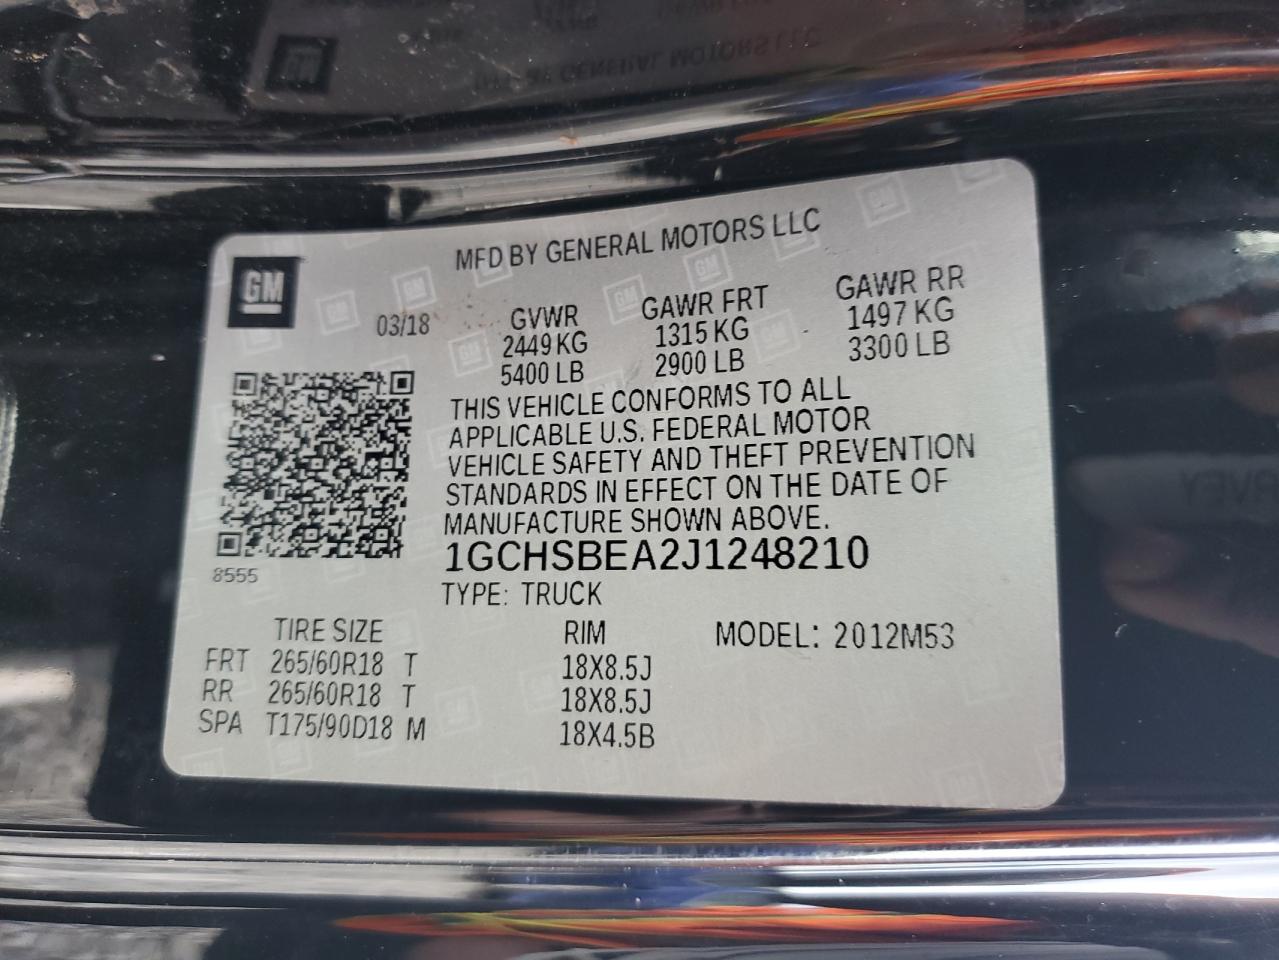 MFD BY GENERAL MOTORS LLC
GM
03/18
GVWR GAWR FRT GAWR RR
2449 KG 1315 KG 1497 KG
5400 LB 2900 LB 3300 LB
THIS VEHICLE CONFORMS TO ALL
APPLICABLE U.S. FEDERAL MOTOR
VEHICLE SAFETY AND THEFT PREVENTION
STANDARDS IN EFFECT ON THE DATE OF
MANUFACTURE SHOWN ABOVE.
1GCHSBEA2J1248210
8555
TYPE: TRUCK
TIRE SIZE RIM MODEL: 2012M53
FRT 265/60R18 T 18X8.5J
RR 265/60R18 T 18X8.5J
SPA T175/90D18 M 18X4.5B